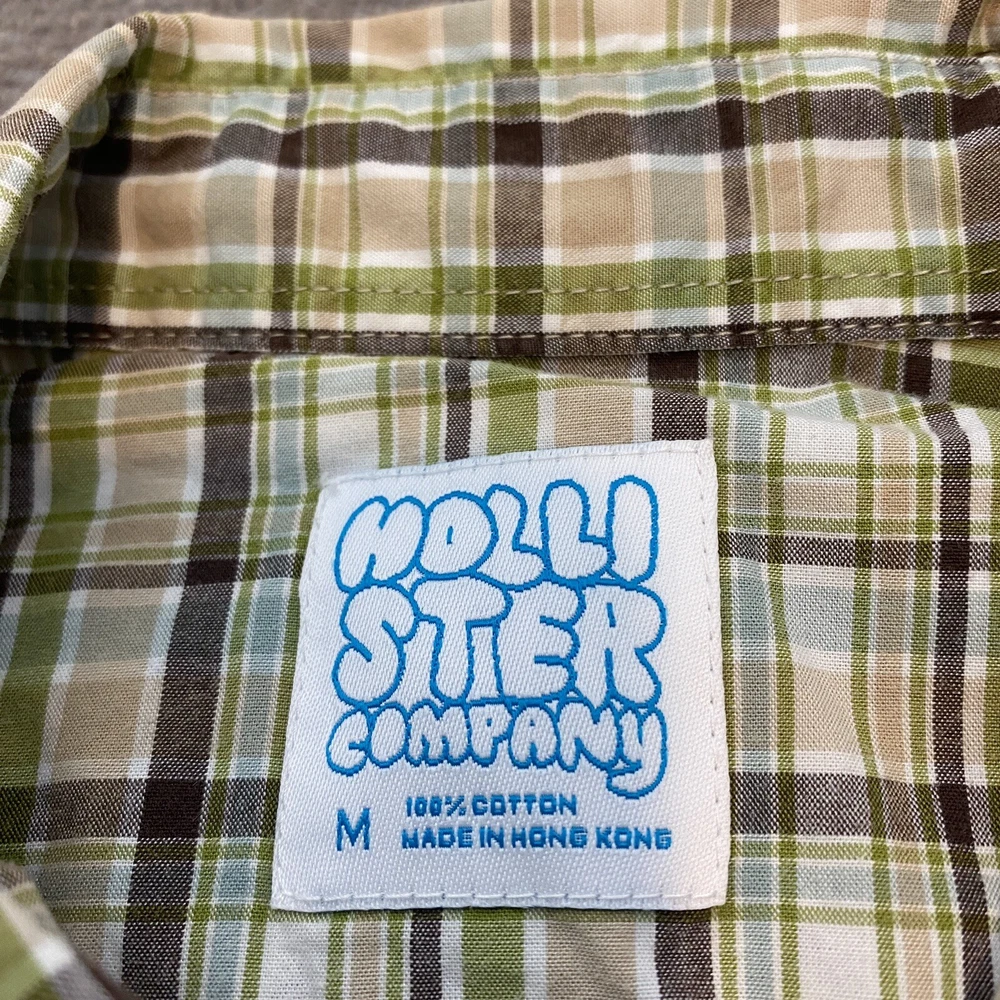 HOLLI
STER
COMPANY
M 100% COTTON
MADE IN HONG KONG